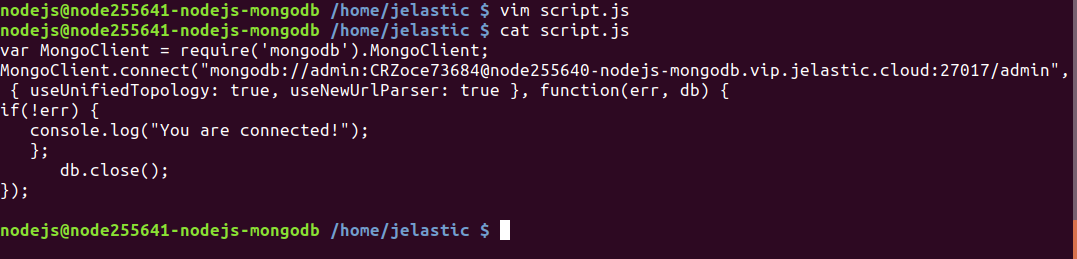 nodejs@node255641-nodejs-mongodb /home/jelastic $ vim script.js
nodejs@node255641-nodejs-mongodb /home/jelastic $ cat script.js
var MongoClient = require('mongodb').MongoClient;
MongoClient.connect("mongodb://admin:CRZoce73684@node255640-nodejs-mongodb.vip.jelastic.cloud:27017/admin",
 { useUnifiedTopology: true, useNewUrlParser: true }, function(err, db) {
if(!err) {
   console.log("You are connected!");
   };
      db.close();
});
nodejs@node255641-nodejs-mongodb /home/jelastic $